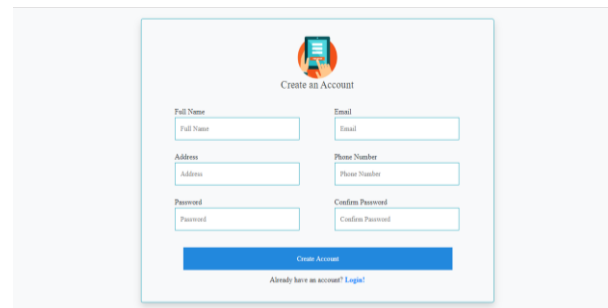 Create an Account
Full Name Email
Full Name Email
Address Phone Number
Address Phone Number
Password Confirm Password
Password Confirm Password
Create Account
Already have an account? Login!